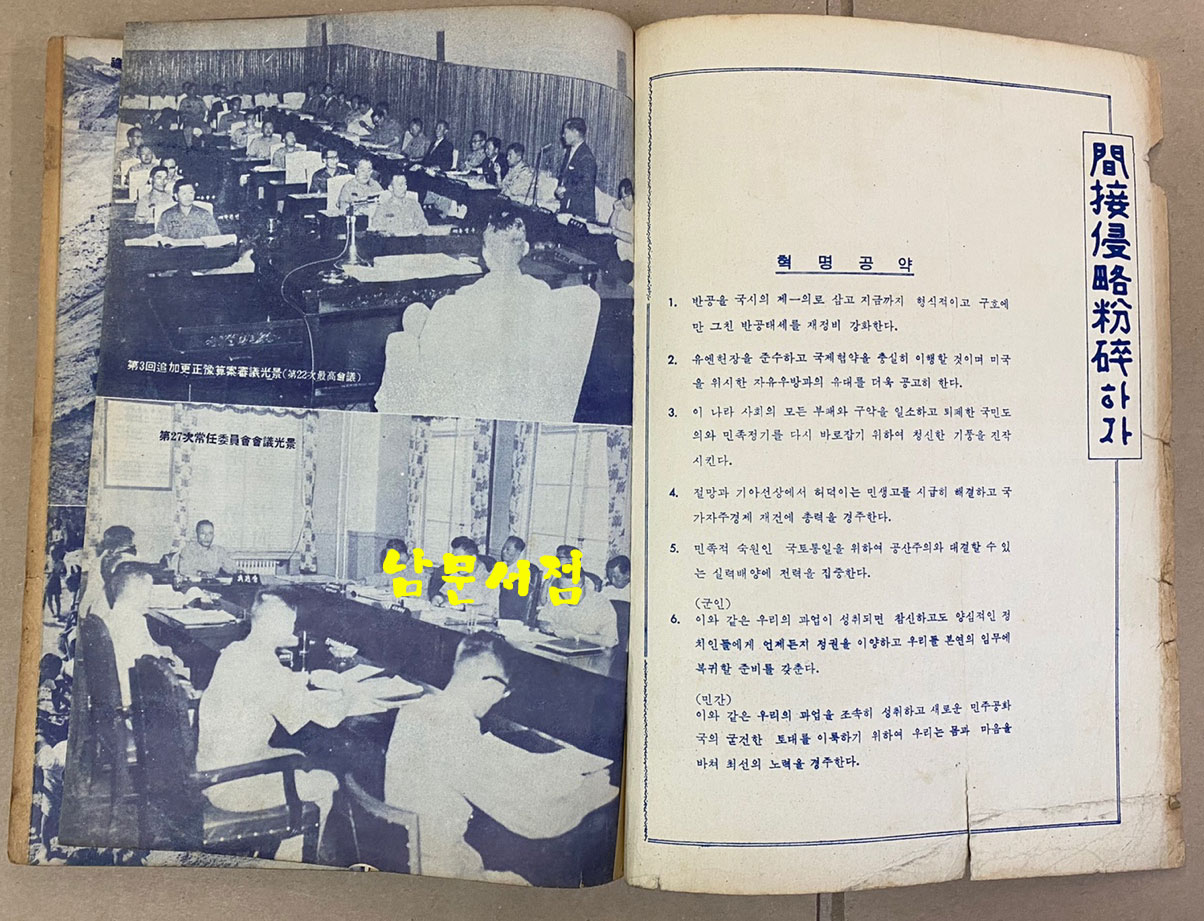 第3回追加更正豫算案審議光景(第22次最高會議)
第27次常任委員會會議光景
남문서점
間接侵略粉碎하자
혁명공약
1. 반공을 국시의 제一의로 삼고 지금까지 형식적이고 구호에
만 그친 반공태세를 재정비 강화한다.
2. 유엔헌장을 준수하고 국제협약을 충실히 이행할 것이며 미국
을 위시한 자유우방과의 유대를 더욱 공고히 한다.
3. 이 나라 사회의 모든 부패와 구악을 일소하고 퇴폐한 국민도
의와 민족정기를 다시 바로잡기 위하여 청신한 기풍을 진작
시킨다.
4. 절망과 기아선상에서 허덕이는 민생고를 시급히 해결하고 국
가자주경제 재건에 총력을 경주한다.
5. 민족적 숙원인 국토통일을 위하여 공산주의와 대결할 수 있
는 실력배양에 전력을 집중한다.
(군인)
6. 이와 같은 우리의 과업이 성취되면 참신하고도 양심적인 정
치인들에게 언제든지 정권을 이양하고 우리들 본연의 임무에
복귀할 준비를 갖춘다.
(민간)
이와 같은 우리의 과업을 조속히 성취하고 새로운 민주공화
국의 굳건한 토대를 이룩하기 위하여 우리는 몸과 마음을
바쳐 최선의 노력을 경주한다.